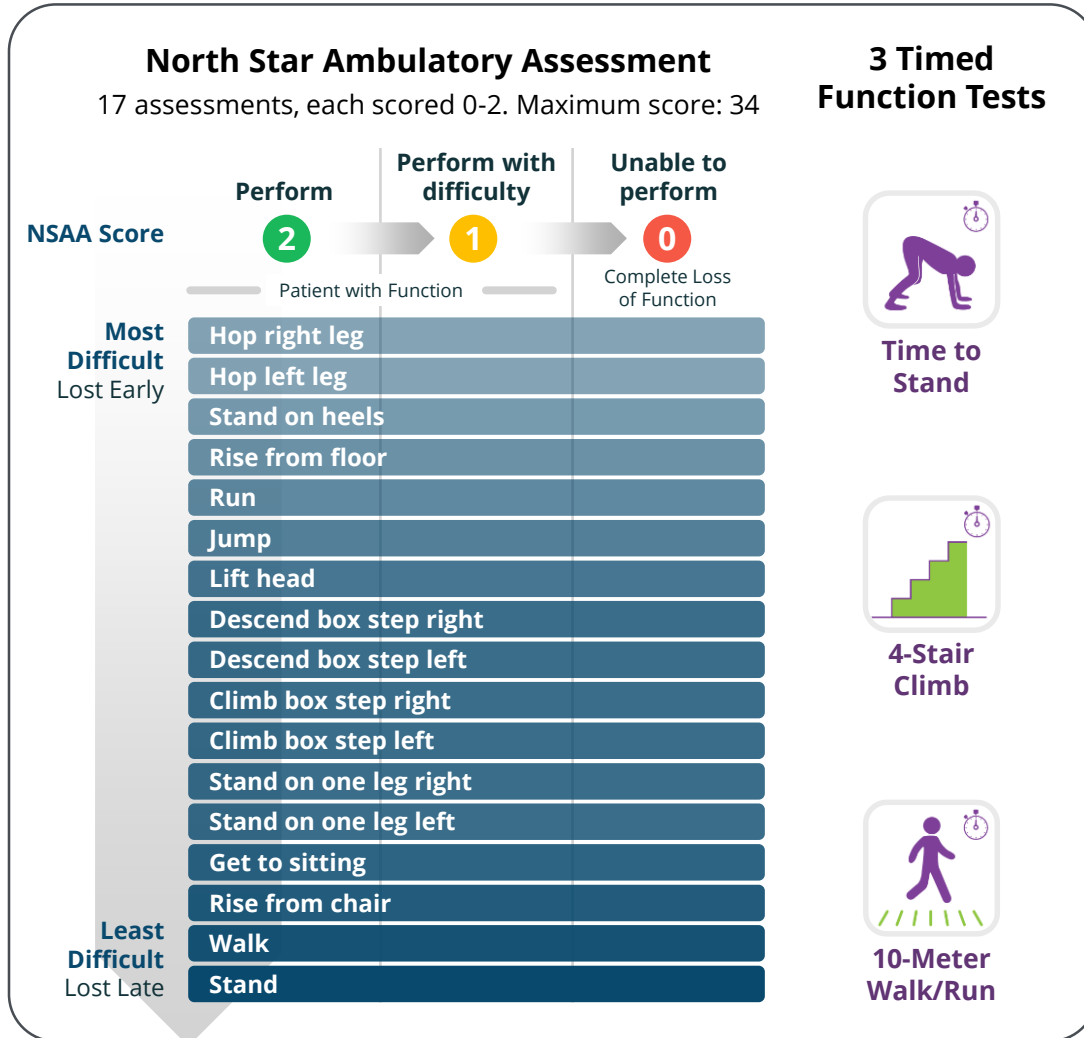 North Star Ambulatory Assessment
17 assessments, each scored 0-2. Maximum score: 34
3 Timed
Function Tests
NSAA Score
Perform
2
Perform with
difficulty
1
Unable to
perform
0
Patient with Function
Complete Loss
of Function
Most
Difficult
Lost Early
Hop right leg
Hop left leg
Stand on heels
Rise from floor
Run
Jump
Lift head
Descend box step right
Descend box step left
Climb box step right
Climb box step left
Stand on one leg right
Stand on one leg left
Get to sitting
Rise from chair
Walk
Stand
Least
Difficult
Lost Late
Time to
Stand
4-Stair
Climb
10-Meter
Walk/Run